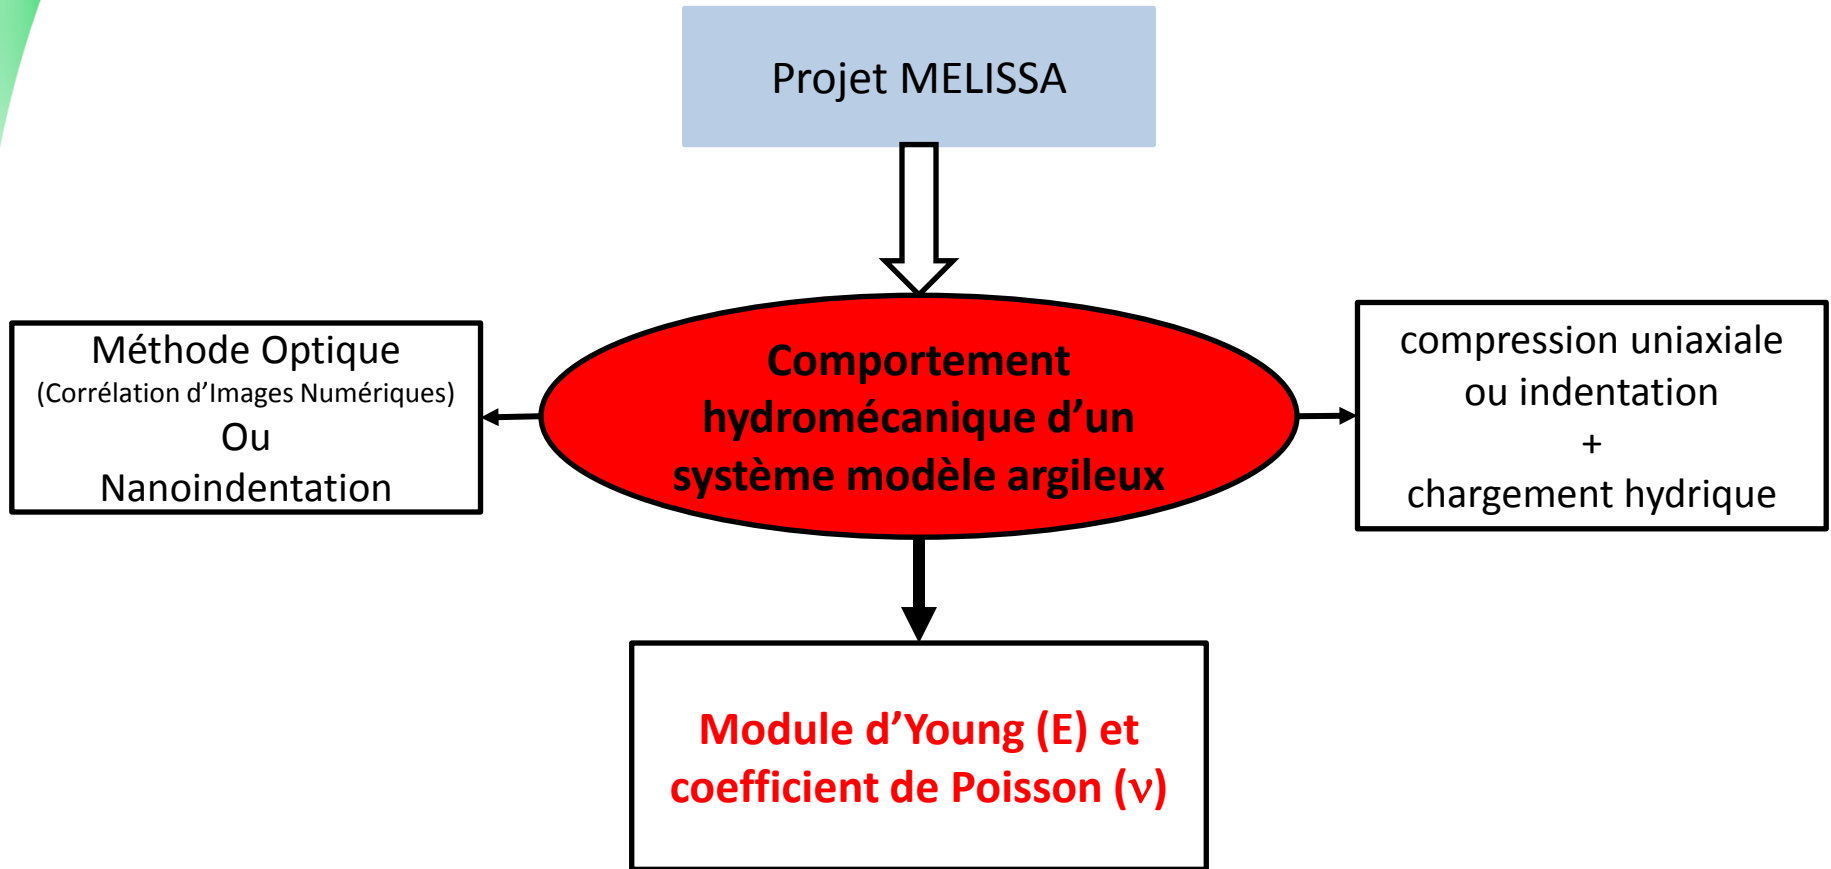 Projet MELISSA
Méthode Optique
(Corrélation d’Images Numériques)
Ou
Nanoindentation
Comportement
hydromécanique d’un
système modèle argileux
compression uniaxiale
ou indentation
+
chargement hydrique
Module d’Young (E) et
coefficient de Poisson (ν)